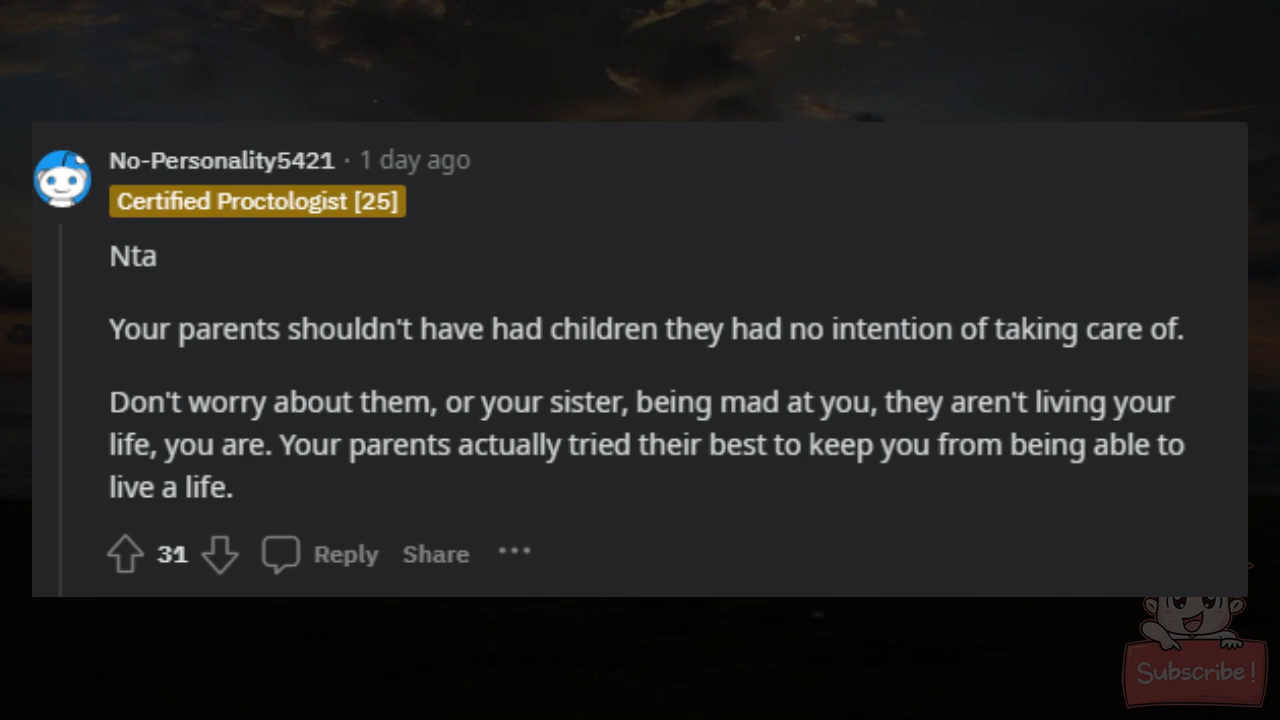 No-Personality5421 · 1 day ago
Certified Proctologist [25]
Nta
Your parents shouldn't have had children they had no intention of taking care of.
Don't worry about them, or your sister, being mad at you, they aren't living your
life, you are. Your parents actually tried their best to keep you from being able to
live a life.
31 Reply Share ···
Subscribe!